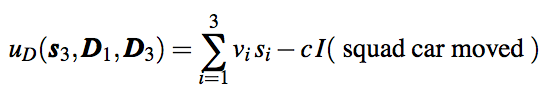 u_D(s_3, D_1, D_3) = \sum_{i=1}^{3} v_i s_i − c I( squad car moved )